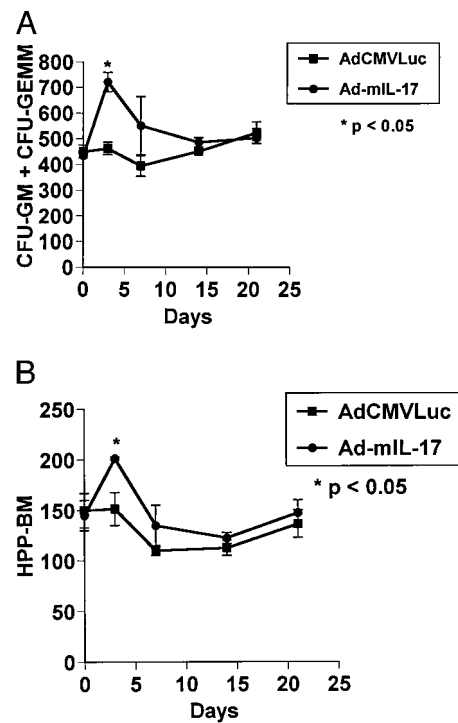 A
AdCMVLuc
Ad-mIL-17
* p < 0.05
*
CFU-GM + CFU-GEMM
800
700
600
500
400
300
200
100
0
0 5 10 15 20 25
Days
B
AdCMVLuc
Ad-mIL-17
* p < 0.05
*
HPP-BM
250
200
150
100
50
0
0 5 10 15 20 25
Days